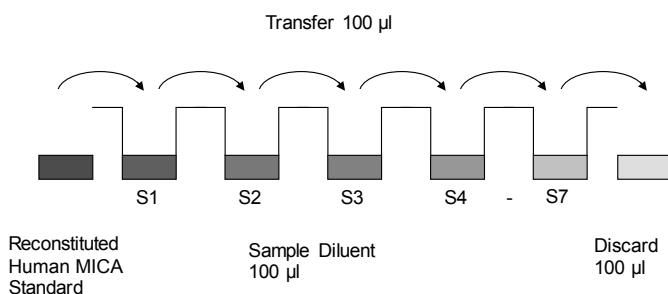 Transfer 100 µl
S1 S2 S3 S4 - S7
Reconstituted
Human MICA
Standard
Sample Diluent
100 µl
Discard
100 µl